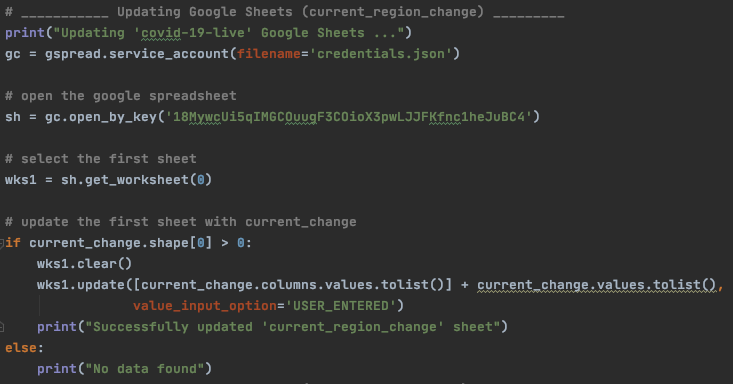 # ___________ Updating Google Sheets (current_region_change) _________
print("Updating 'covid-19-live' Google Sheets ...")
gc = gspread.service_account(filename='credentials.json')
# open the google spreadsheet
sh = gc.open_by_key('18MywcUi5qIMGCOuugF3COioX3pwLJJFKfnc1heJuBC4')
# select the first sheet
wks1 = sh.get_worksheet(0)
# update the first sheet with current_change
if current_change.shape[0] > 0:
wks1.clear()
wks1.update([current_change.columns.values.tolist()] + current_change.values.tolist(),
value_input_option='USER_ENTERED')
print("Successfully updated 'current_region_change' sheet")
else:
print("No data found")